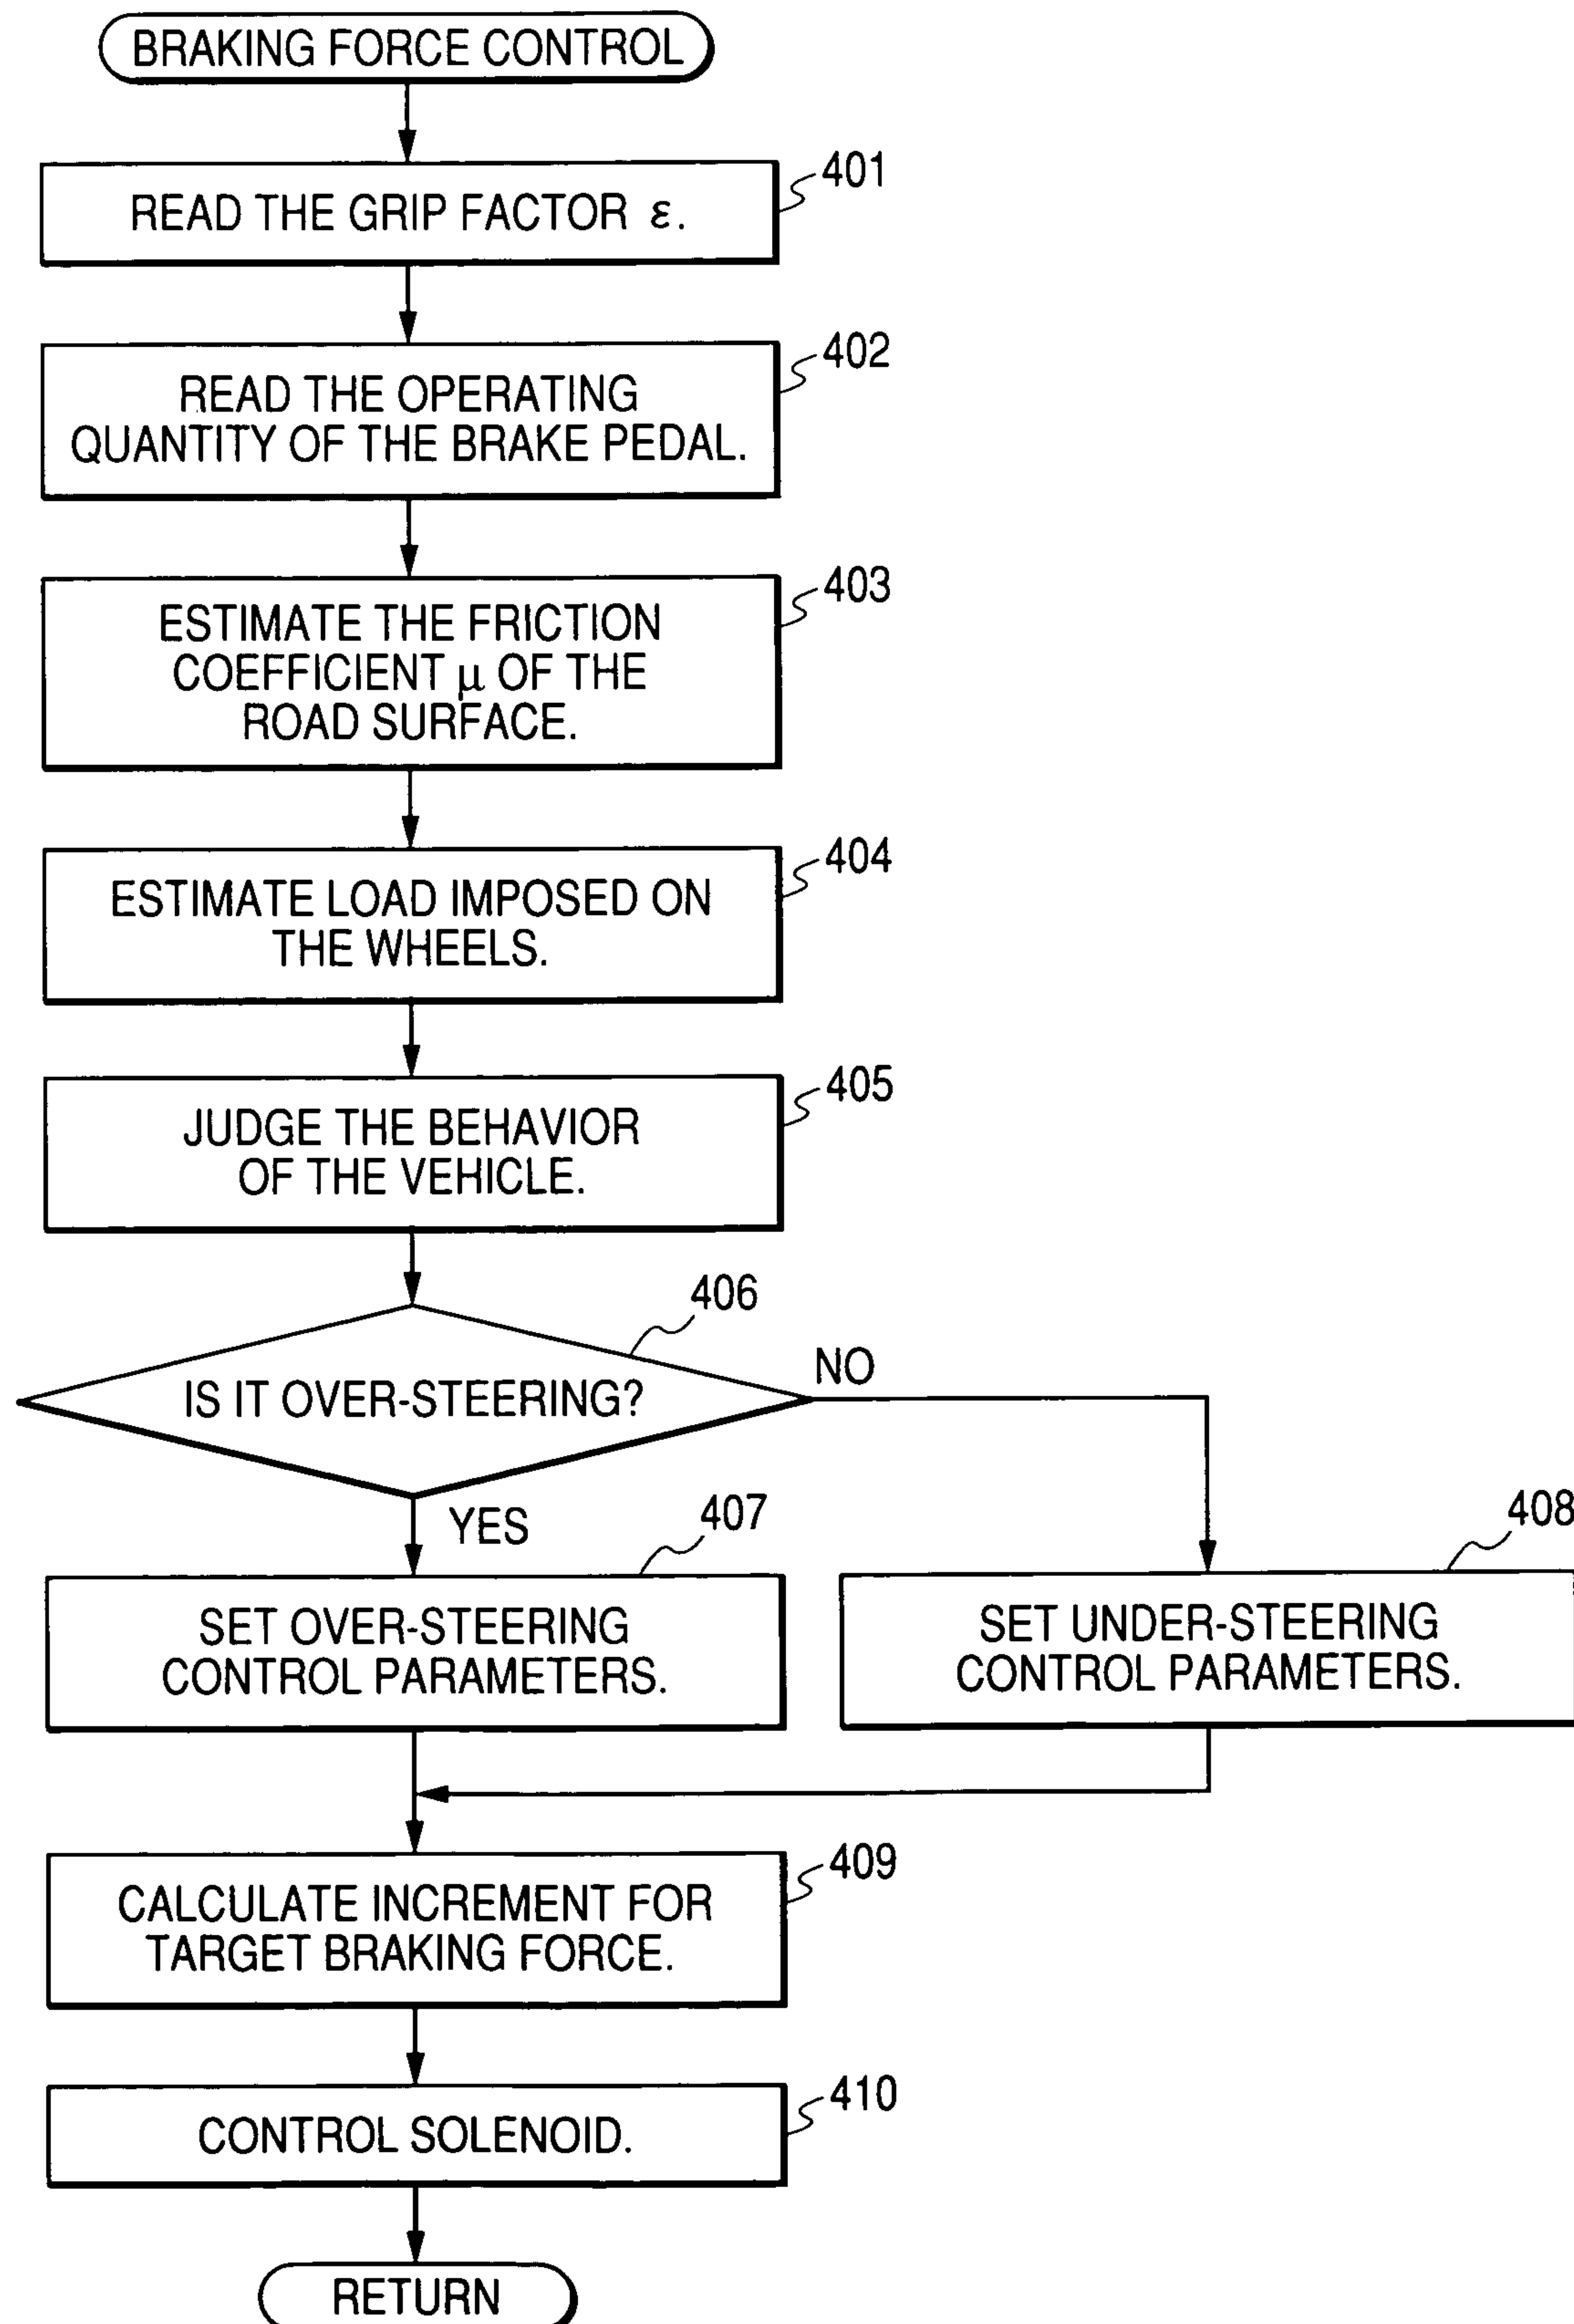 BRAKING FORCE CONTROL
401
READ THE GRIP FACTOR ε.
402
READ THE OPERATING
QUANTITY OF THE BRAKE PEDAL.
403
ESTIMATE THE FRICTION
COEFFICIENT μ OF THE
ROAD SURFACE.
404
ESTIMATE LOAD IMPOSED ON
THE WHEELS.
405
JUDGE THE BEHAVIOR
OF THE VEHICLE.
406
IS IT OVER-STEERING?
NO
YES
407
SET OVER-STEERING
CONTROL PARAMETERS.
408
SET UNDER-STEERING
CONTROL PARAMETERS.
409
CALCULATE INCREMENT FOR
TARGET BRAKING FORCE.
410
CONTROL SOLENOID.
RETURN